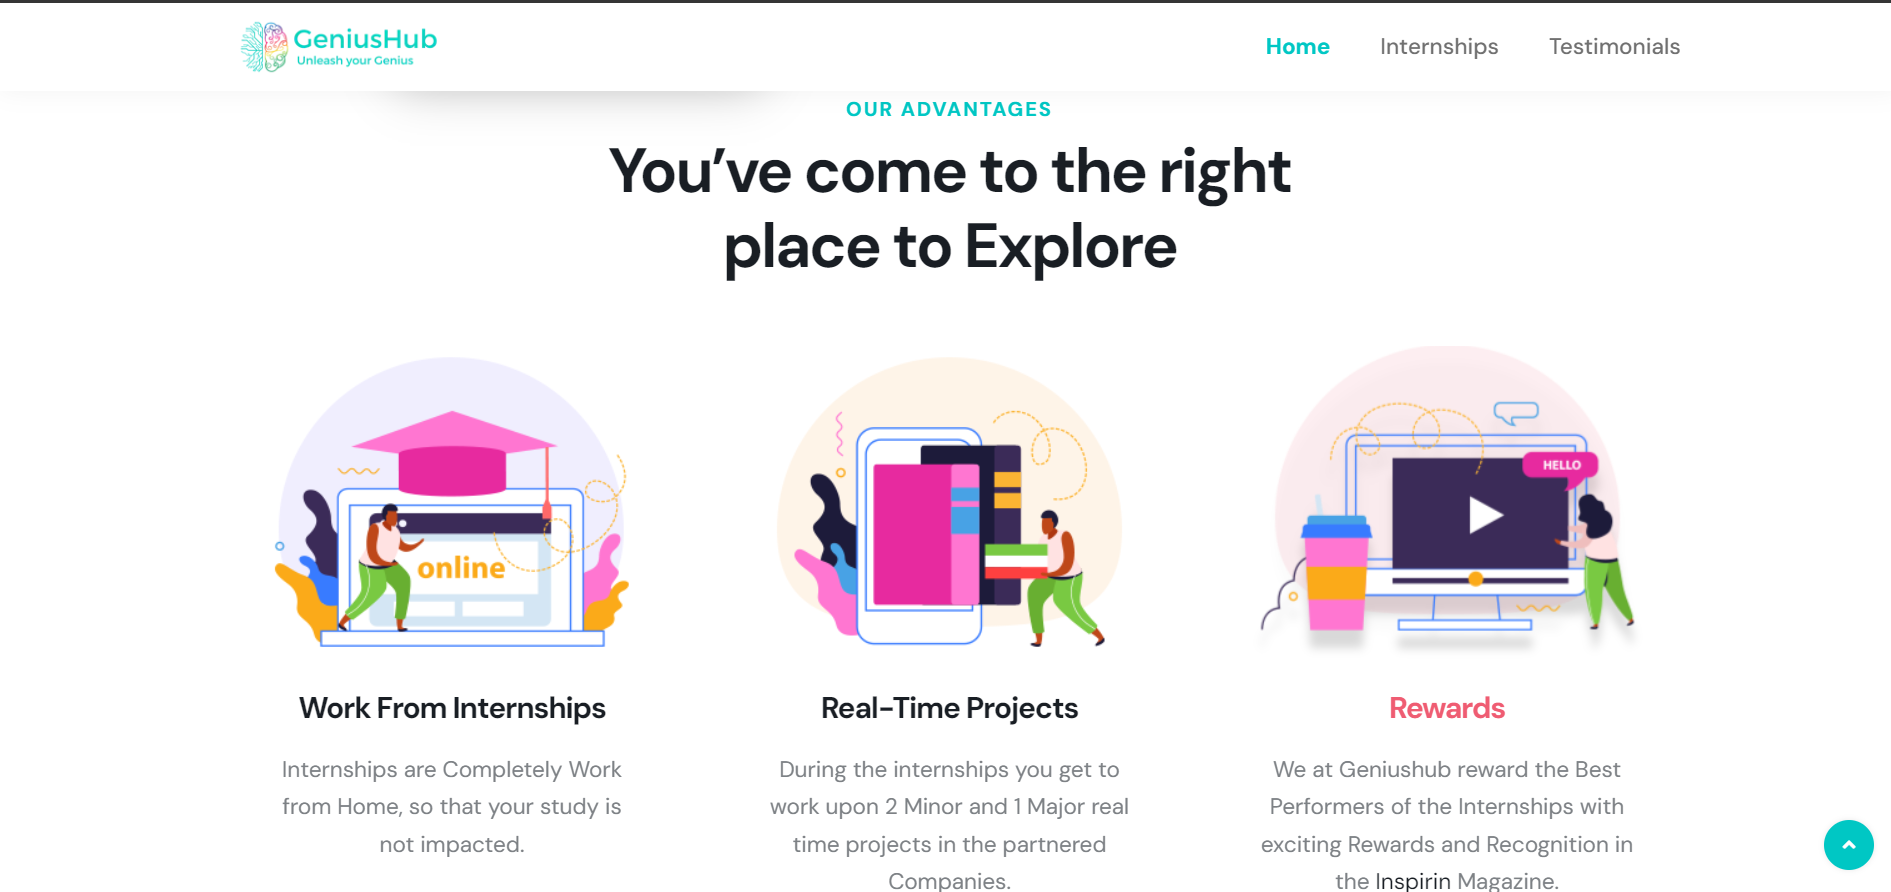 GeniusHub
Unleash your Genius
Home
Internships
Testimonials
OUR ADVANTAGES
You’ve come to the right
place to Explore
online
HELLO
Work From Internships
Internships are Completely Work
from Home, so that your study is
not impacted.
Real-Time Projects
During the internships you get to
work upon 2 Minor and 1 Major real
time projects in the partnered
Companies.
Rewards
We at Geniushub reward the Best
Performers of the Internships with
exciting Rewards and Recognition in
the Inspirin Magazine.